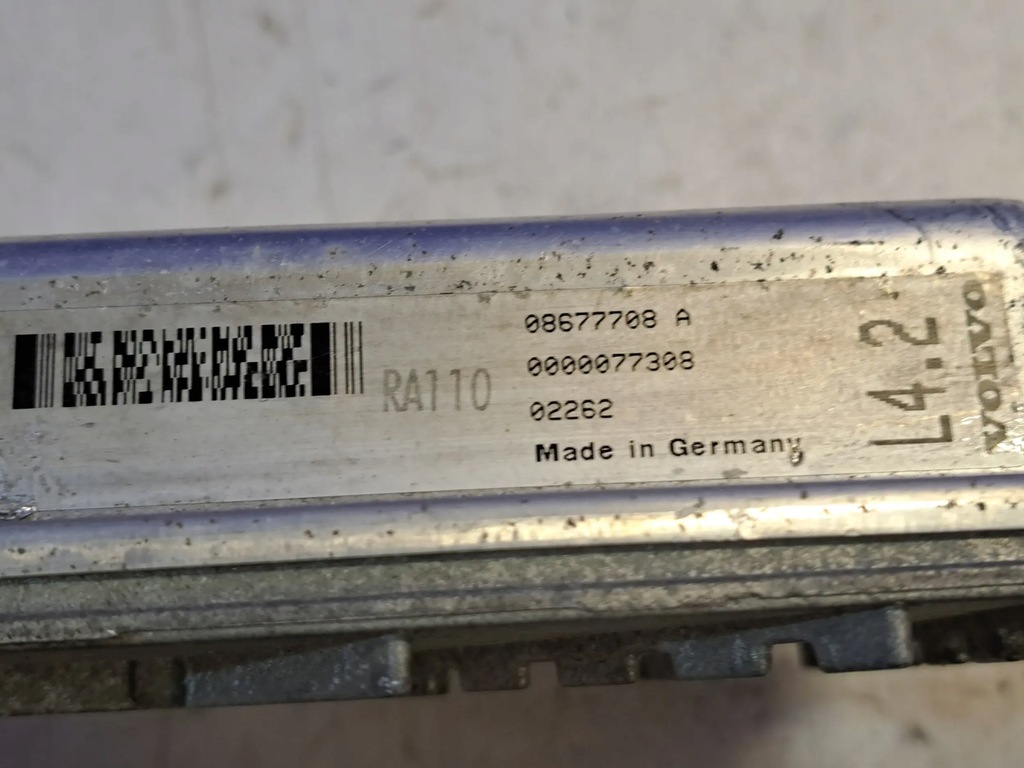 RA110
08677708 A
0000077308
02262
Made in Germany
L4.2
VOLVO